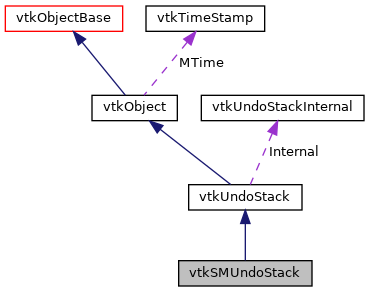 vtkObjectBase
vtkTimeStamp
MTime
vtkObject
vtkUndoStackInternal
Internal
vtkUndoStack
vtkSMUndoStack